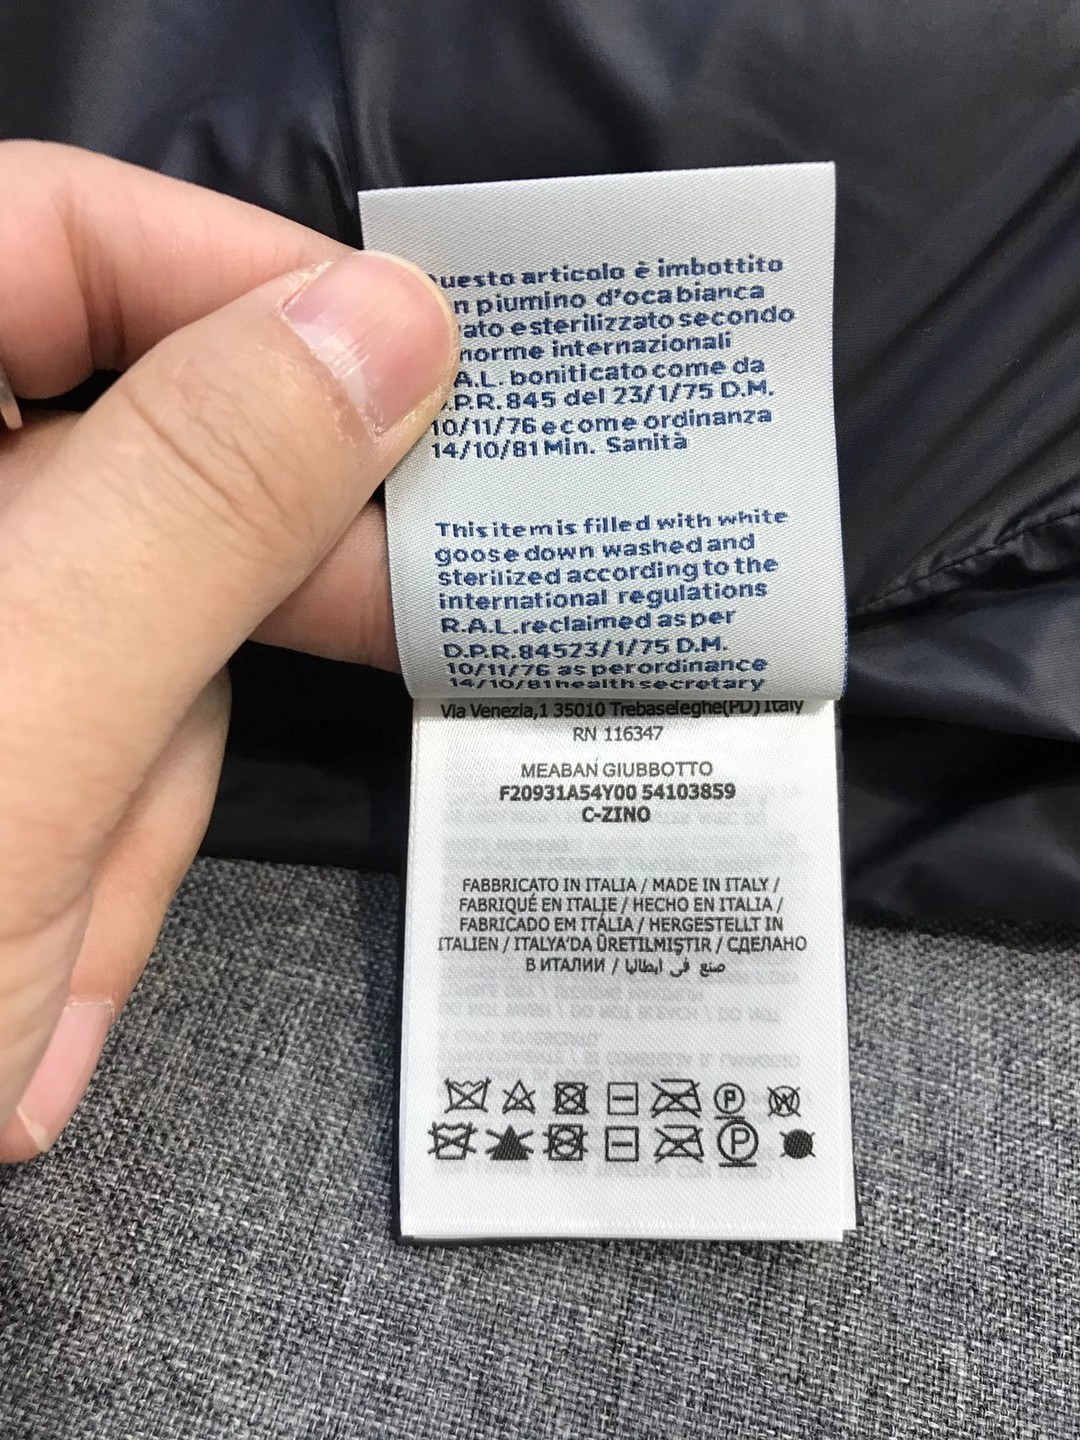 uesto articolo è imbottito
n piumino d'oca bianca
ato e sterilizzato secondo
norme internazionali
A.L. boniticato come da
.P.R. 845 del 23/1/75 D.M.
10/11/76 e come ordinanza
14/10/81 Min. Sanità
This item is filled with white
goose down washed and
sterilized according to the
international regulations
R.A.L. reclaimed as per
D.P.R. 84523/1/75 D.M.
10/11/76 as per ordinance
14/10/81 health secretary
Via Venezia,1 35010 Trebaseleghe(PD) Italy
RN 116347
MEABAN GIUBBOTTO
F20931A54Y00 54103859
C-ZINO
FABBRICATO IN ITALIA / MADE IN ITALY /
FABRIQUÉ EN ITALIE / HECHO EN ITALIA /
FABRICADO EM ITÁLIA / HERGESTELLT IN
ITALIEN / ITALYA'DA ÜRETILMIŞTIR / СДЕЛАНО
В ИТАЛИИ / صنع في ايطاليا
P W
P